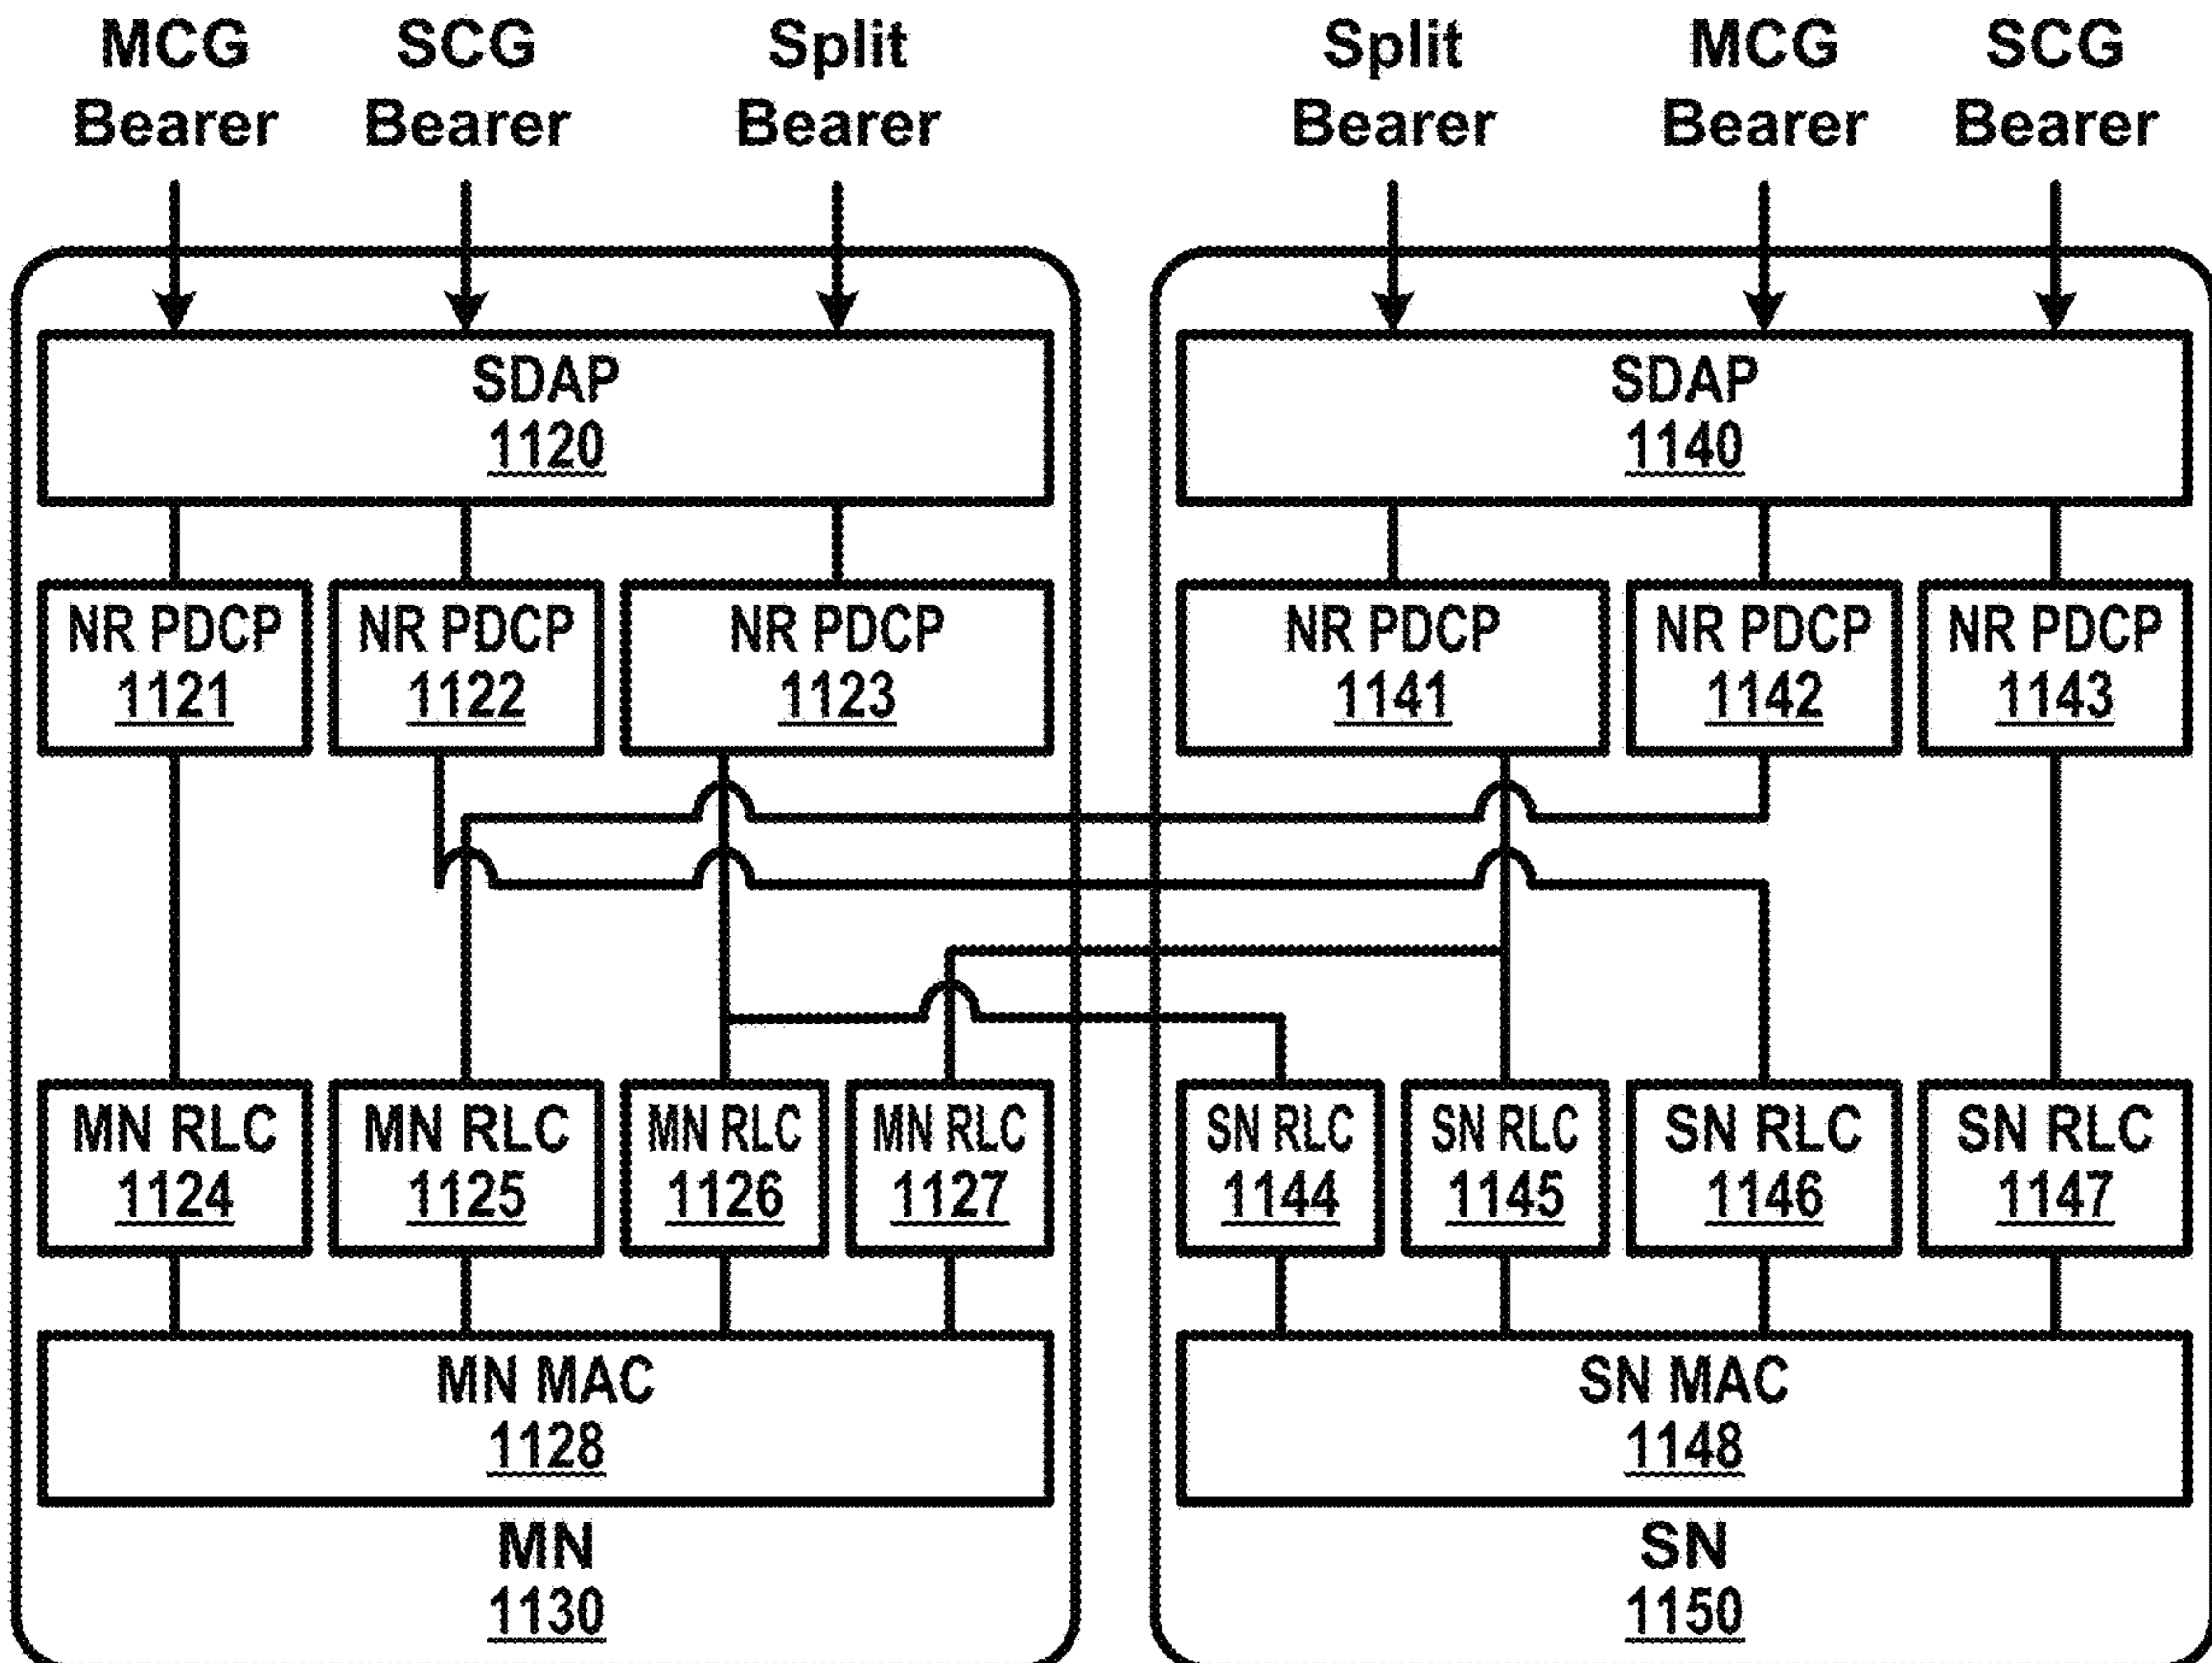 MCG Bearer
SCG Bearer
Split Bearer
Split Bearer
MCG Bearer
SCG Bearer
SDAP
1120
SDAP
1140
NR PDCP
1121
NR PDCP
1122
NR PDCP
1123
NR PDCP
1141
NR PDCP
1142
NR PDCP
1143
MN RLC
1124
MN RLC
1125
MN RLC
1126
MN RLC
1127
SN RLC
1144
SN RLC
1145
SN RLC
1146
SN RLC
1147
MN MAC
1128
SN MAC
1148
MN
1130
SN
1150